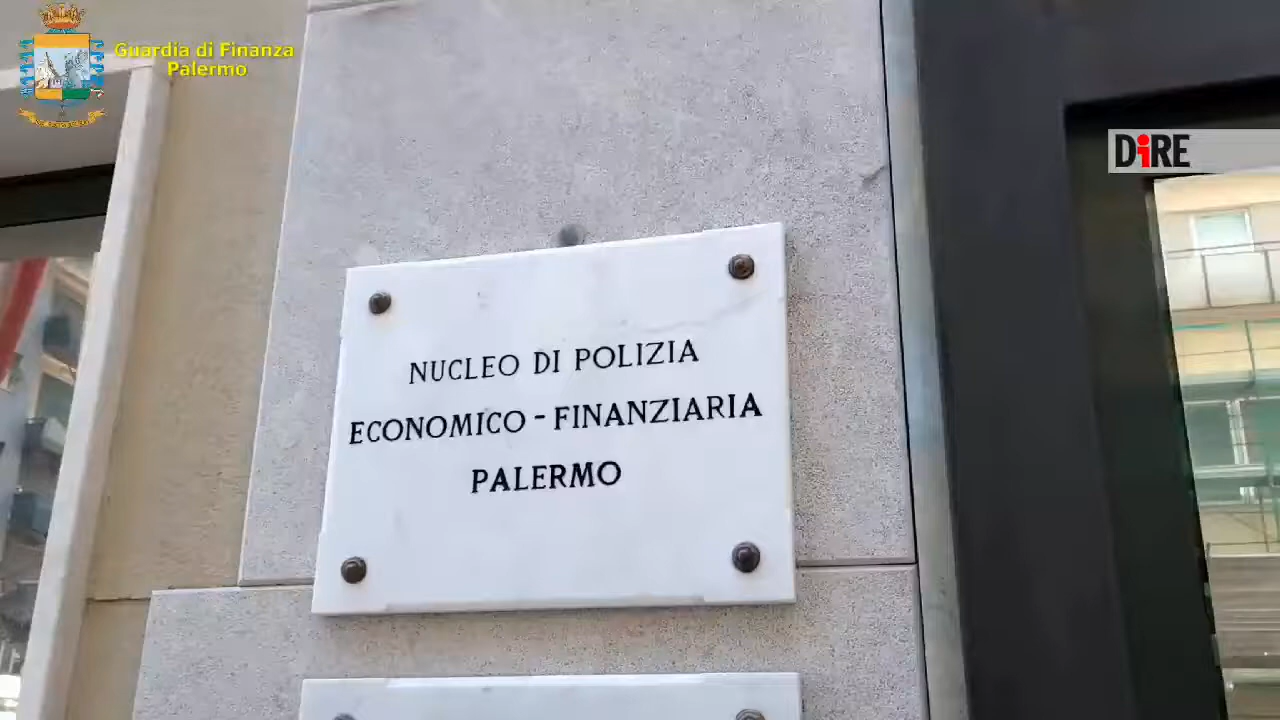 Guardia di Finanza
Palermo
DiRE
NUCLEO DI POLIZIA
ECONOMICO - FINANZIARIA
PALERMO